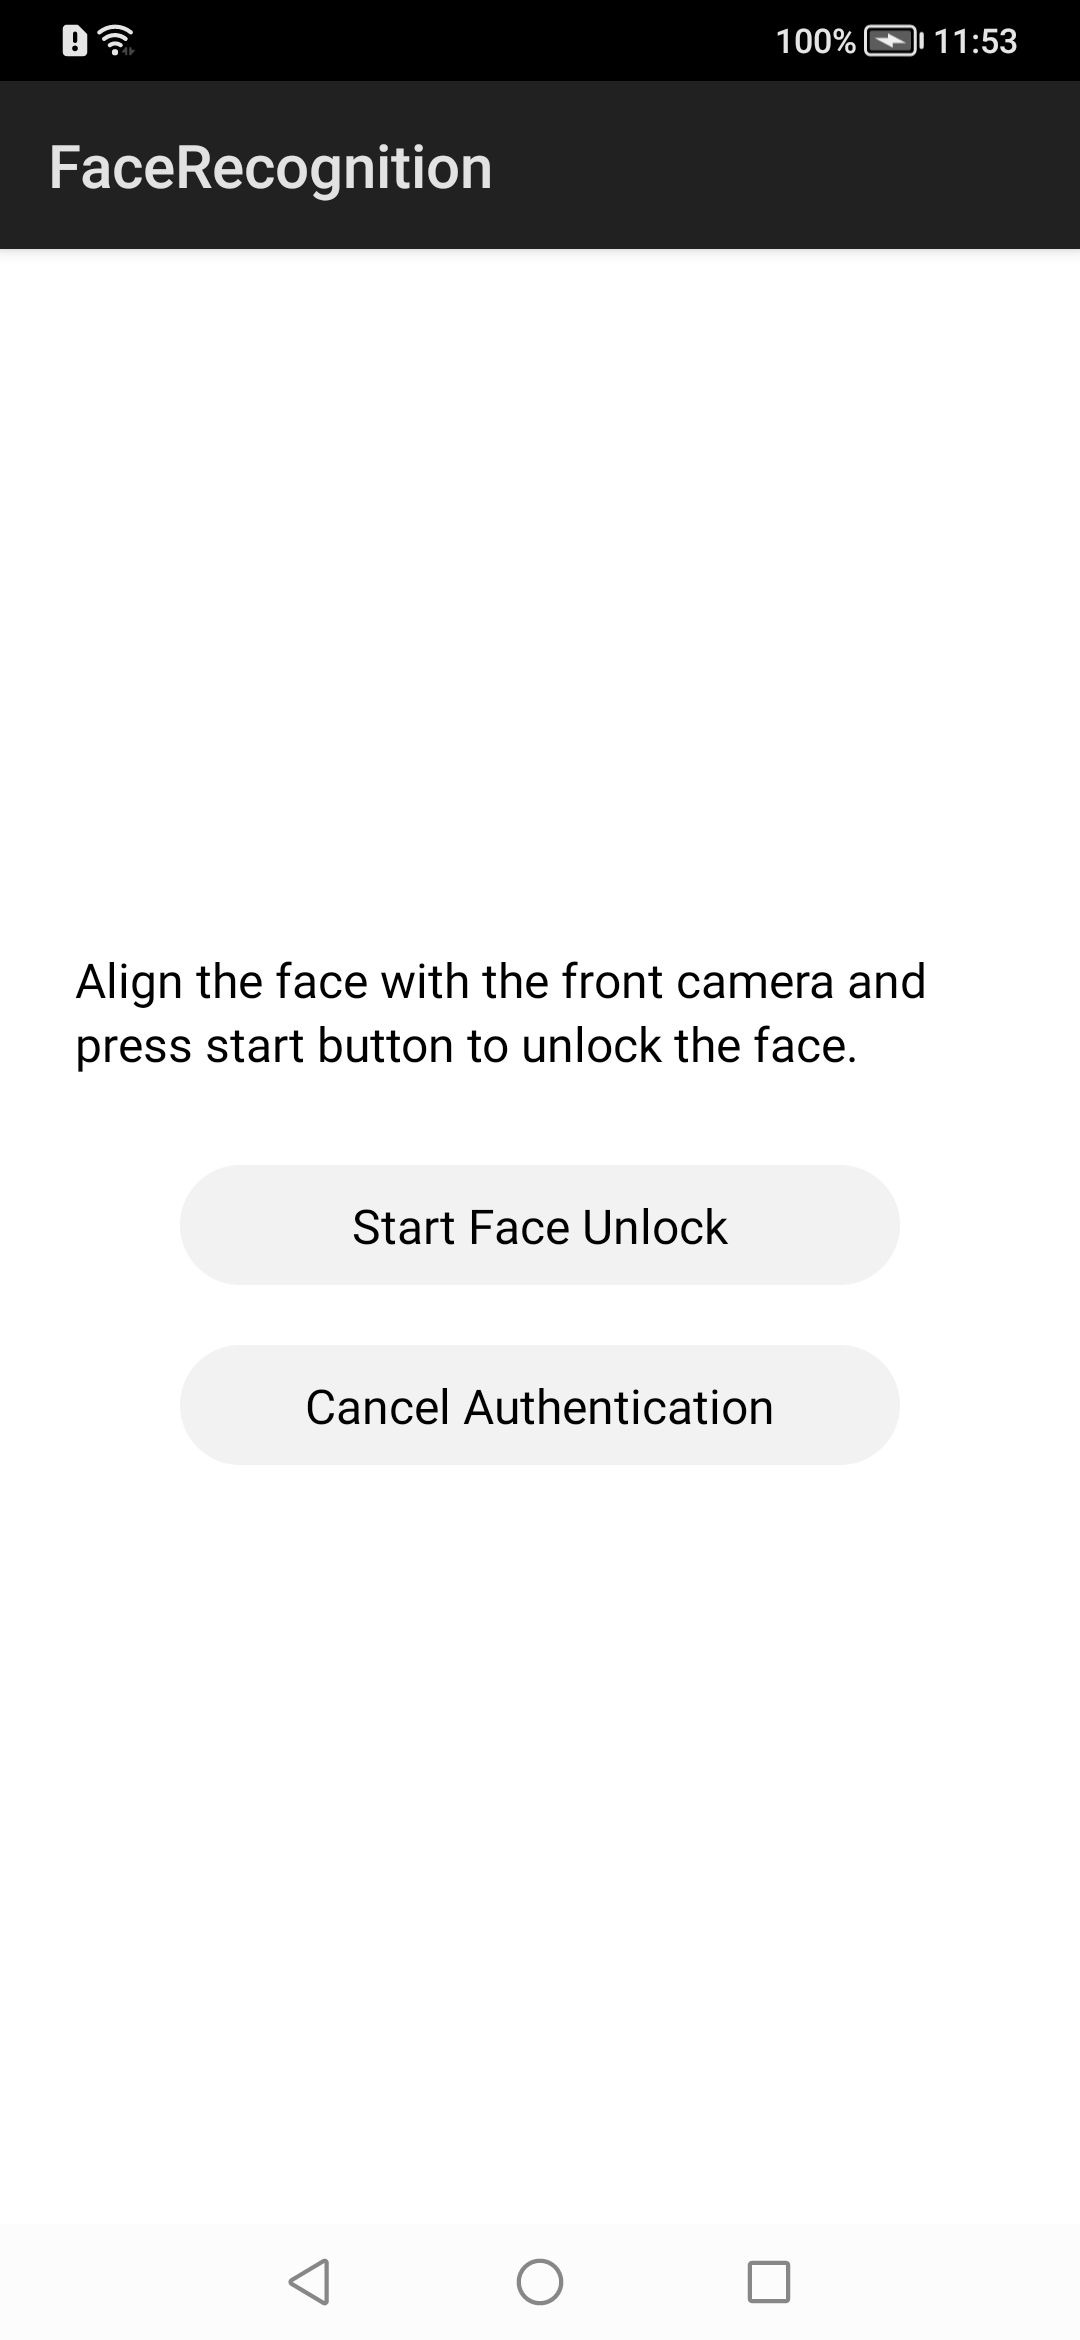 100% 11:53
FaceRecognition
Align the face with the front camera and
press start button to unlock the face.
Start Face Unlock
Cancel Authentication